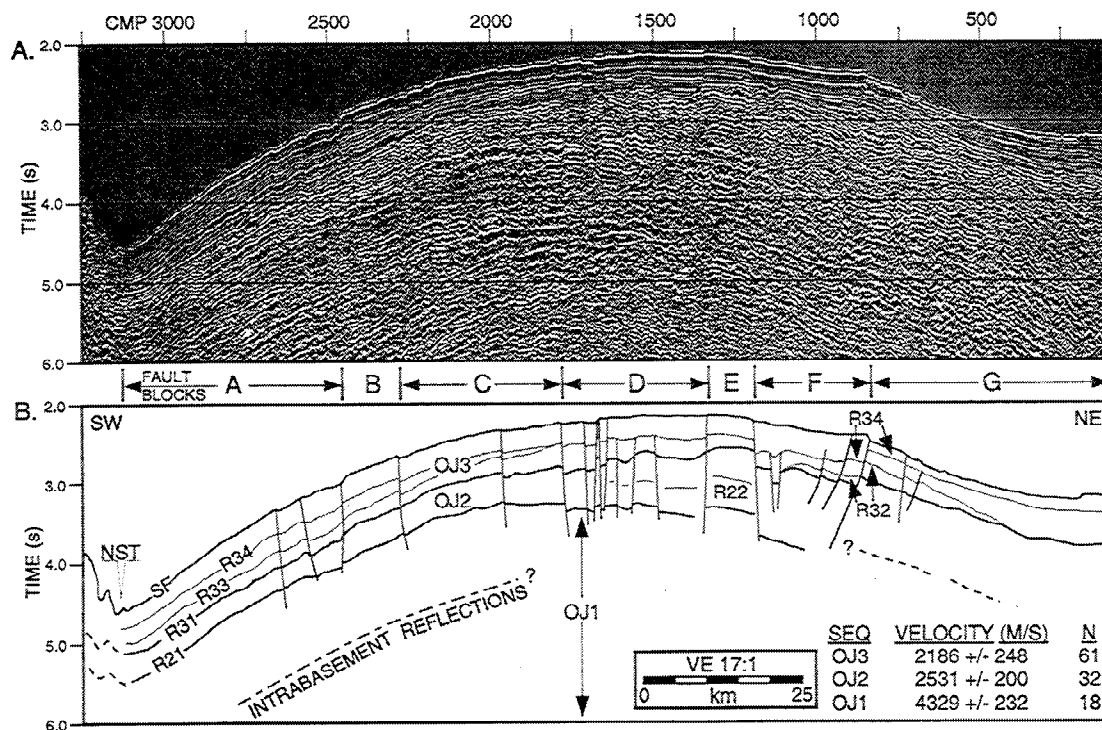 CMP 3000 2500 2000 1500 1000 500
A.
2.0
3.0
4.0
5.0
6.0
TIME (s)
FAULT BLOCKS A B C D E F G
B.
SW NE
2.0
3.0
4.0
5.0
6.0
TIME (s)
R34
OJ3
OJ2
R22
R32
NST
SF
R34
R33
R31
R21
?
?
OJ1
INTRABASEMENT REFLECTIONS
VE 17:1
0 km 25
SEQ VELOCITY (M/S) N
OJ3 2186 +/- 248 61
OJ2 2531 +/- 200 32
OJ1 4329 +/- 232 18